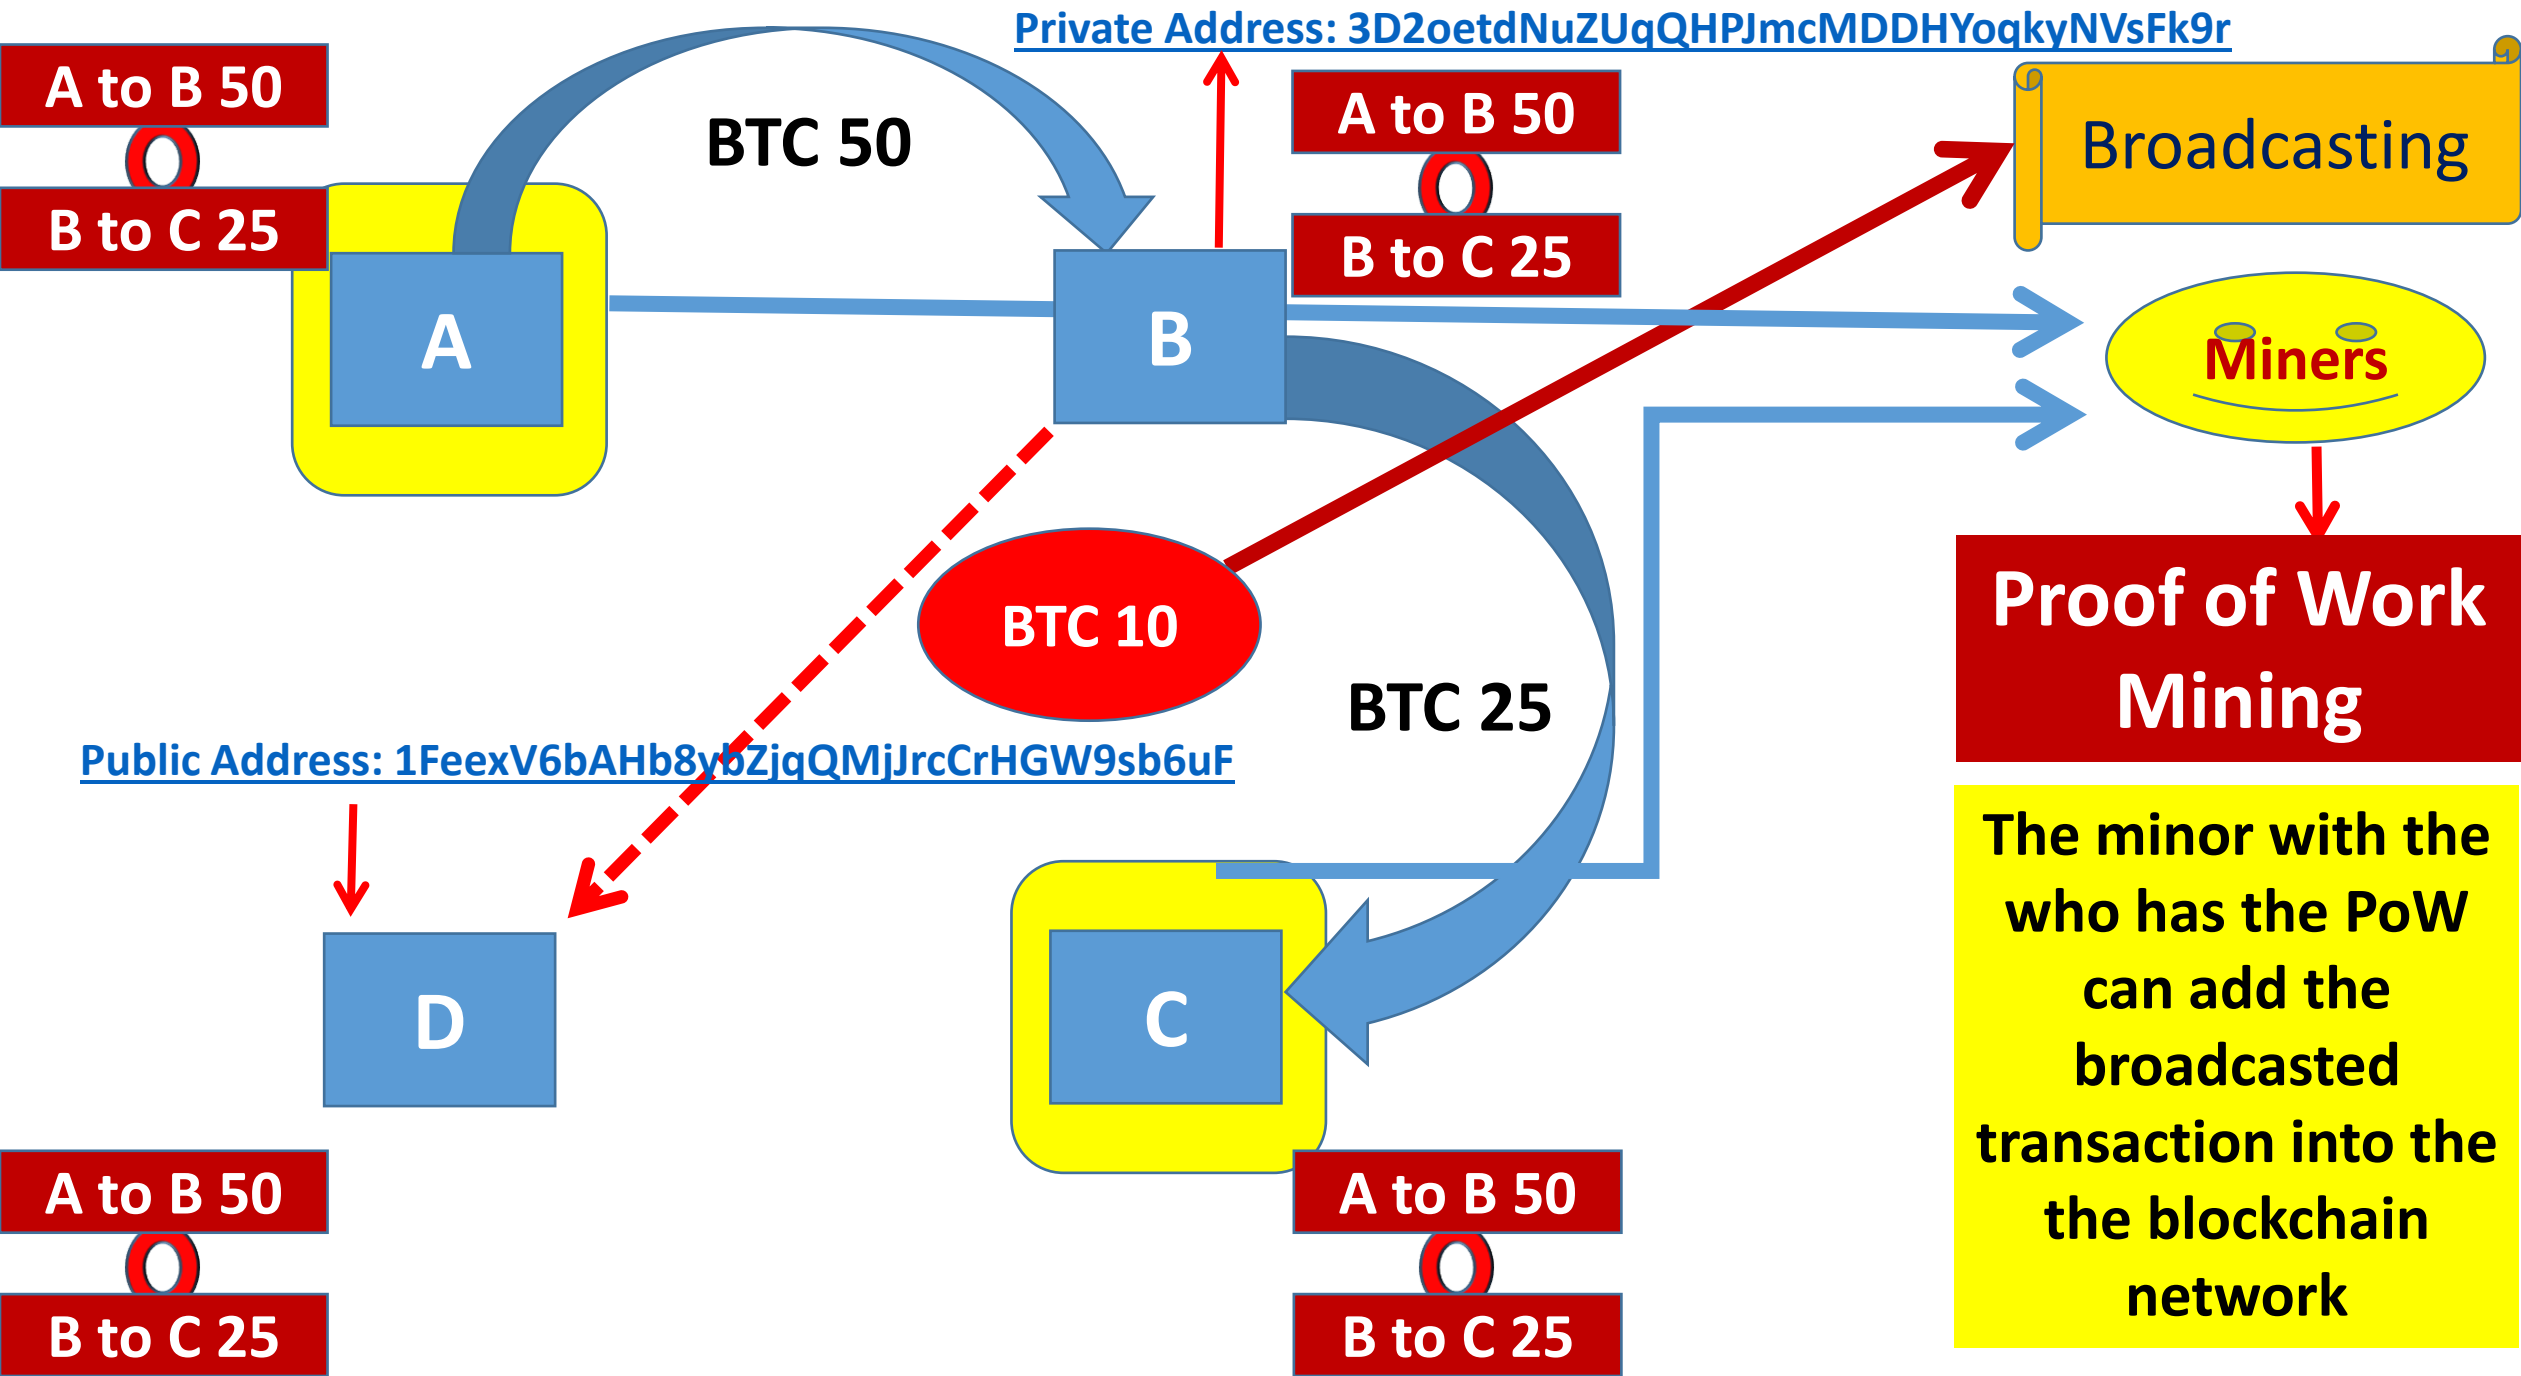 Private Address: 3D2oetdNuZUqQHPJmcMDDHYoqkyNVsFk9r
A to B 50
B to C 25
BTC 50
A to B 50
B to C 25
Broadcasting
A
B
Miners
BTC 10
Proof of Work
Mining
BTC 25
Public Address: 1FeexV6bAHb8ybZjqQMjJrcCrHGW9sb6uF
The minor with the
who has the PoW
can add the
broadcasted
transaction into the
the blockchain
network
D
C
A to B 50
B to C 25
A to B 50
B to C 25